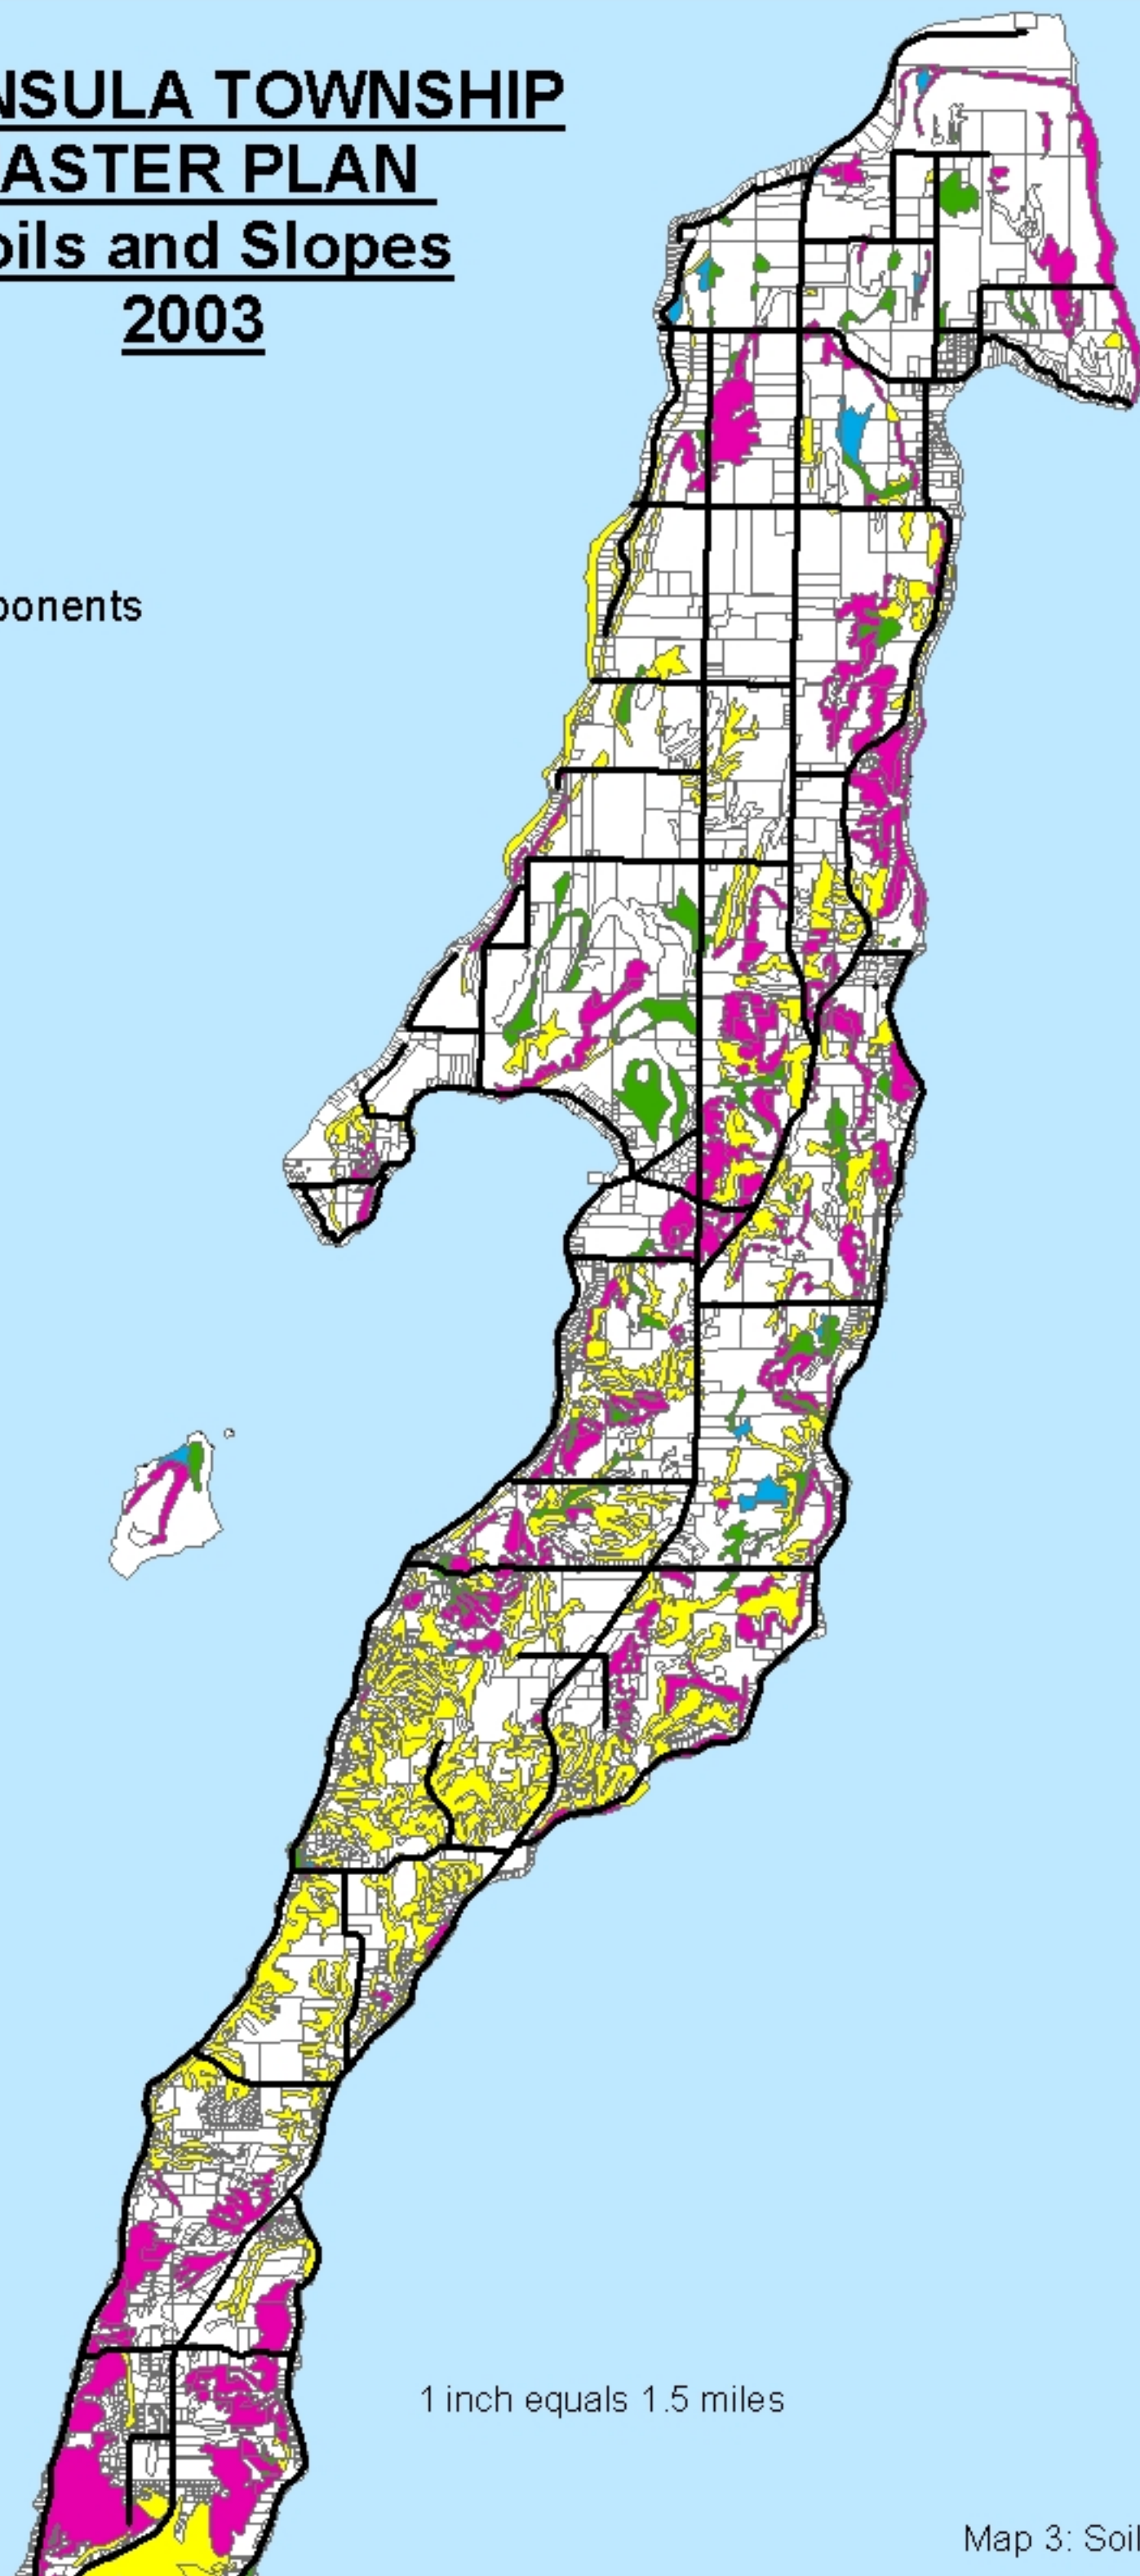 NSULA TOWNSHIP
ASTER PLAN
oils and Slopes
2003
ponents
1 inch equals 1.5 miles
Map 3: Soil